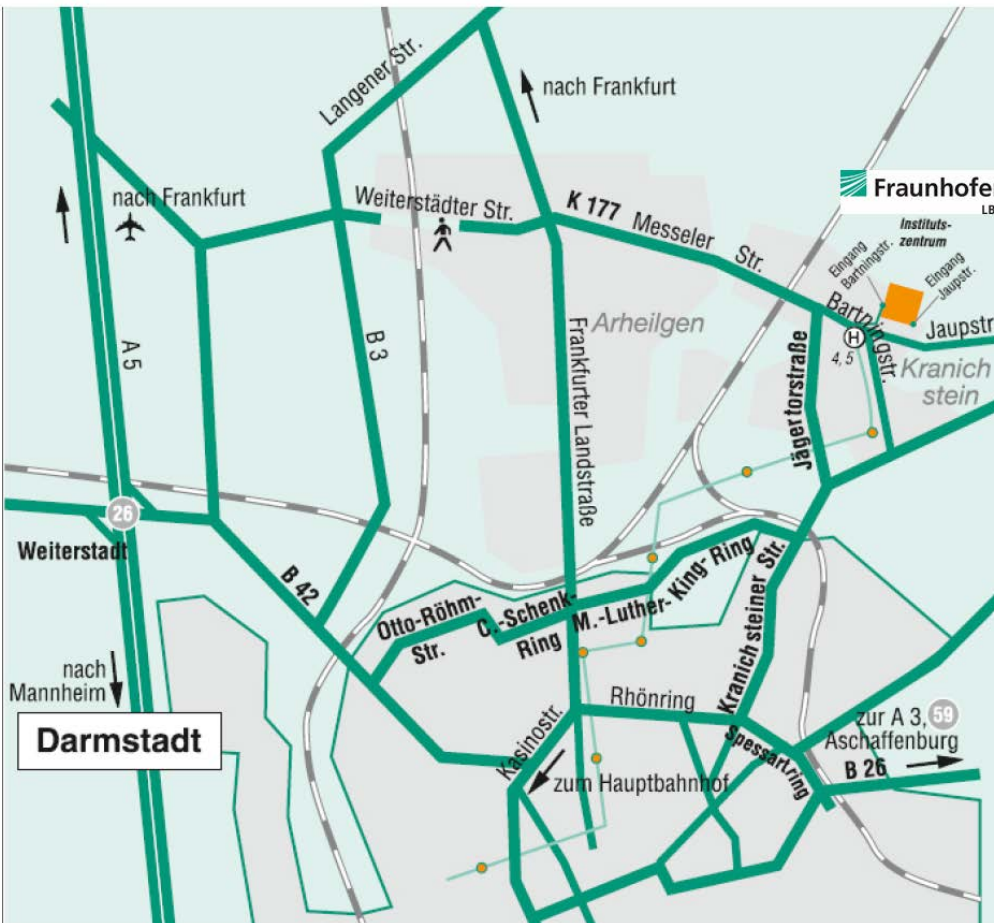 Langener Str.
nach Frankfurt
nach Frankfurt
Weiterstädter Str.
K 177 Messeler Str.
Fraunhofe
LB
Instituts-
zentrum
Eingang
Bartningstr.
Eingang
Jaupstr.
Bartningstr.
Jaupstr
H
4, 5
Kranich
stein
Arheilgen
A 5
B 3
Frankfurter Landstraße
Jägertorstraße
26
Weiterstadt
B 42
Otto-Röhm-
Str.
C.-Schenk-
Ring
M.-Luther-King-Ring
Kranichsteiner Str.
nach
Mannheim
Darmstadt
Rhönring
Kasinostr.
zum Hauptbahnhof
Spessartring
zur A 3, 59
Aschaffenburg
B 26